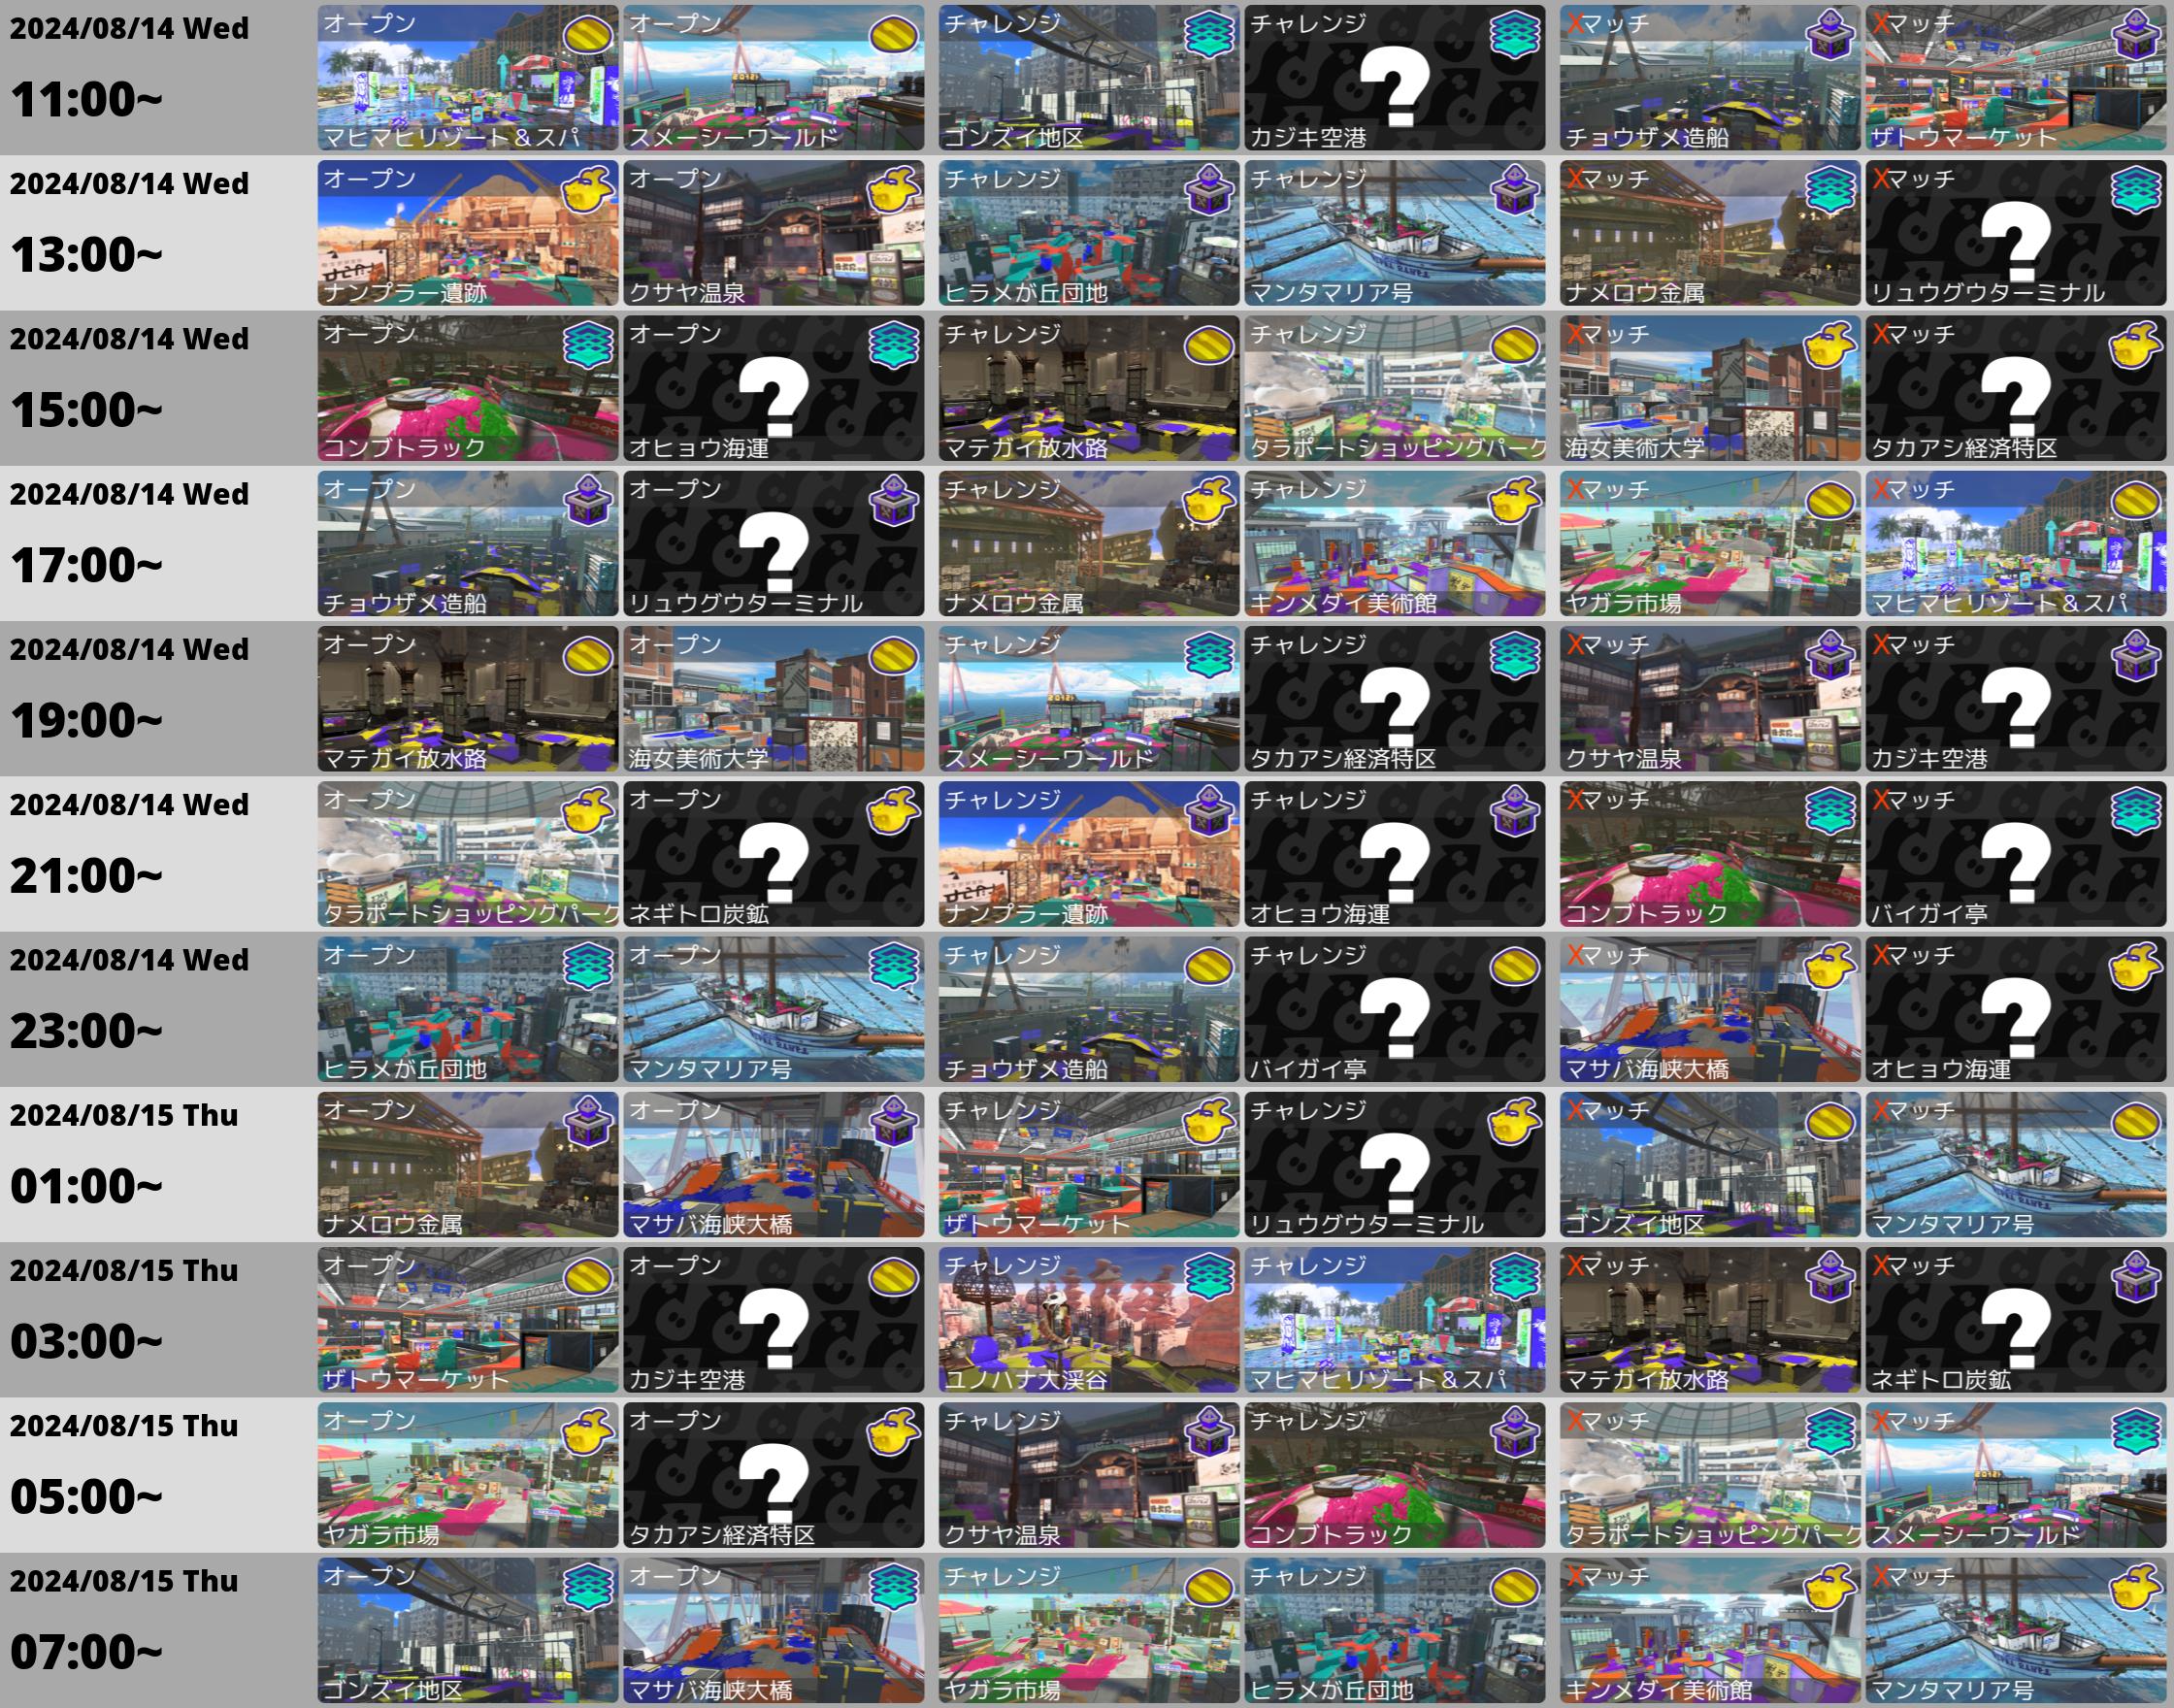 2024/08/14 Wed
11:00~
オープン
マヒマヒリゾート＆スパ
オープン
スメーシーワールド
チャレンジ
ゴンズイ地区
チャレンジ
カジキ空港
Xマッチ
チョウザメ造船
Xマッチ
ザトウマーケット
2024/08/14 Wed
13:00~
オープン
ナンプラー遺跡
オープン
クサヤ温泉
チャレンジ
ヒラメが丘団地
チャレンジ
マンタマリア号
Xマッチ
ナメロウ金属
Xマッチ
リュウグウターミナル
2024/08/14 Wed
15:00~
オープン
コンブトラック
オープン
オヒョウ海運
チャレンジ
マテガイ放水路
チャレンジ
タラポートショッピングパーク
Xマッチ
海女美術大学
Xマッチ
タカアシ経済特区
2024/08/14 Wed
17:00~
オープン
チョウザメ造船
オープン
リュウグウターミナル
チャレンジ
ナメロウ金属
チャレンジ
キンメダイ美術館
Xマッチ
ヤガラ市場
Xマッチ
マヒマヒリゾート＆スパ
2024/08/14 Wed
19:00~
オープン
マテガイ放水路
オープン
海女美術大学
チャレンジ
スメーシーワールド
チャレンジ
タカアシ経済特区
Xマッチ
クサヤ温泉
Xマッチ
カジキ空港
2024/08/14 Wed
21:00~
オープン
タラポートショッピングパーク
オープン
ネギトロ炭鉱
チャレンジ
ナンプラー遺跡
チャレンジ
オヒョウ海運
Xマッチ
コンブトラック
Xマッチ
バイガイ亭
2024/08/14 Wed
23:00~
オープン
ヒラメが丘団地
オープン
マンタマリア号
チャレンジ
チョウザメ造船
チャレンジ
バイガイ亭
Xマッチ
マサバ海峡大橋
Xマッチ
オヒョウ海運
2024/08/15 Thu
01:00~
オープン
ナメロウ金属
オープン
マサバ海峡大橋
チャレンジ
ザトウマーケット
チャレンジ
リュウグウターミナル
Xマッチ
ゴンズイ地区
Xマッチ
マンタマリア号
2024/08/15 Thu
03:00~
オープン
ザトウマーケット
オープン
カジキ空港
チャレンジ
ユノハナ大渓谷
チャレンジ
マヒマヒリゾート＆スパ
Xマッチ
マテガイ放水路
Xマッチ
ネギトロ炭鉱
2024/08/15 Thu
05:00~
オープン
ヤガラ市場
オープン
タカアシ経済特区
チャレンジ
クサヤ温泉
チャレンジ
コンブトラック
Xマッチ
タラポートショッピングパーク
Xマッチ
スメーシーワールド
2024/08/15 Thu
07:00~
オープン
ゴンズイ地区
オープン
マサバ海峡大橋
チャレンジ
ヤガラ市場
チャレンジ
ヒラメが丘団地
Xマッチ
キンメダイ美術館
Xマッチ
マンタマリア号